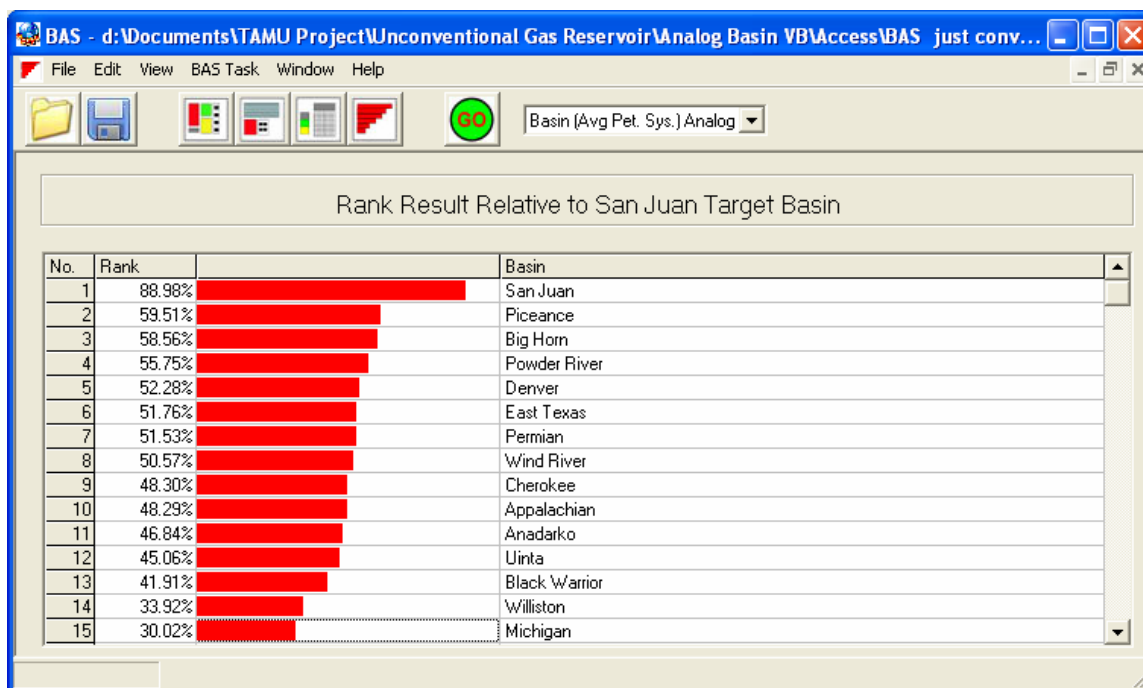 BAS - d:\Documents\TAMU Project\Unconventional Gas Reservoir\Analog Basin VB\Access\BAS just conv...
File Edit View BAS Task Window Help
GO Basin (Avg Pet. Sys.) Analog
Rank Result Relative to San Juan Target Basin
No. Rank Basin
1 88.98% San Juan
2 59.51% Piceance
3 58.56% Big Horn
4 55.75% Powder River
5 52.28% Denver
6 51.76% East Texas
7 51.53% Permian
8 50.57% Wind River
9 48.30% Cherokee
10 48.29% Appalachian
11 46.84% Anadarko
12 45.06% Uinta
13 41.91% Black Warrior
14 33.92% Williston
15 30.02% Michigan